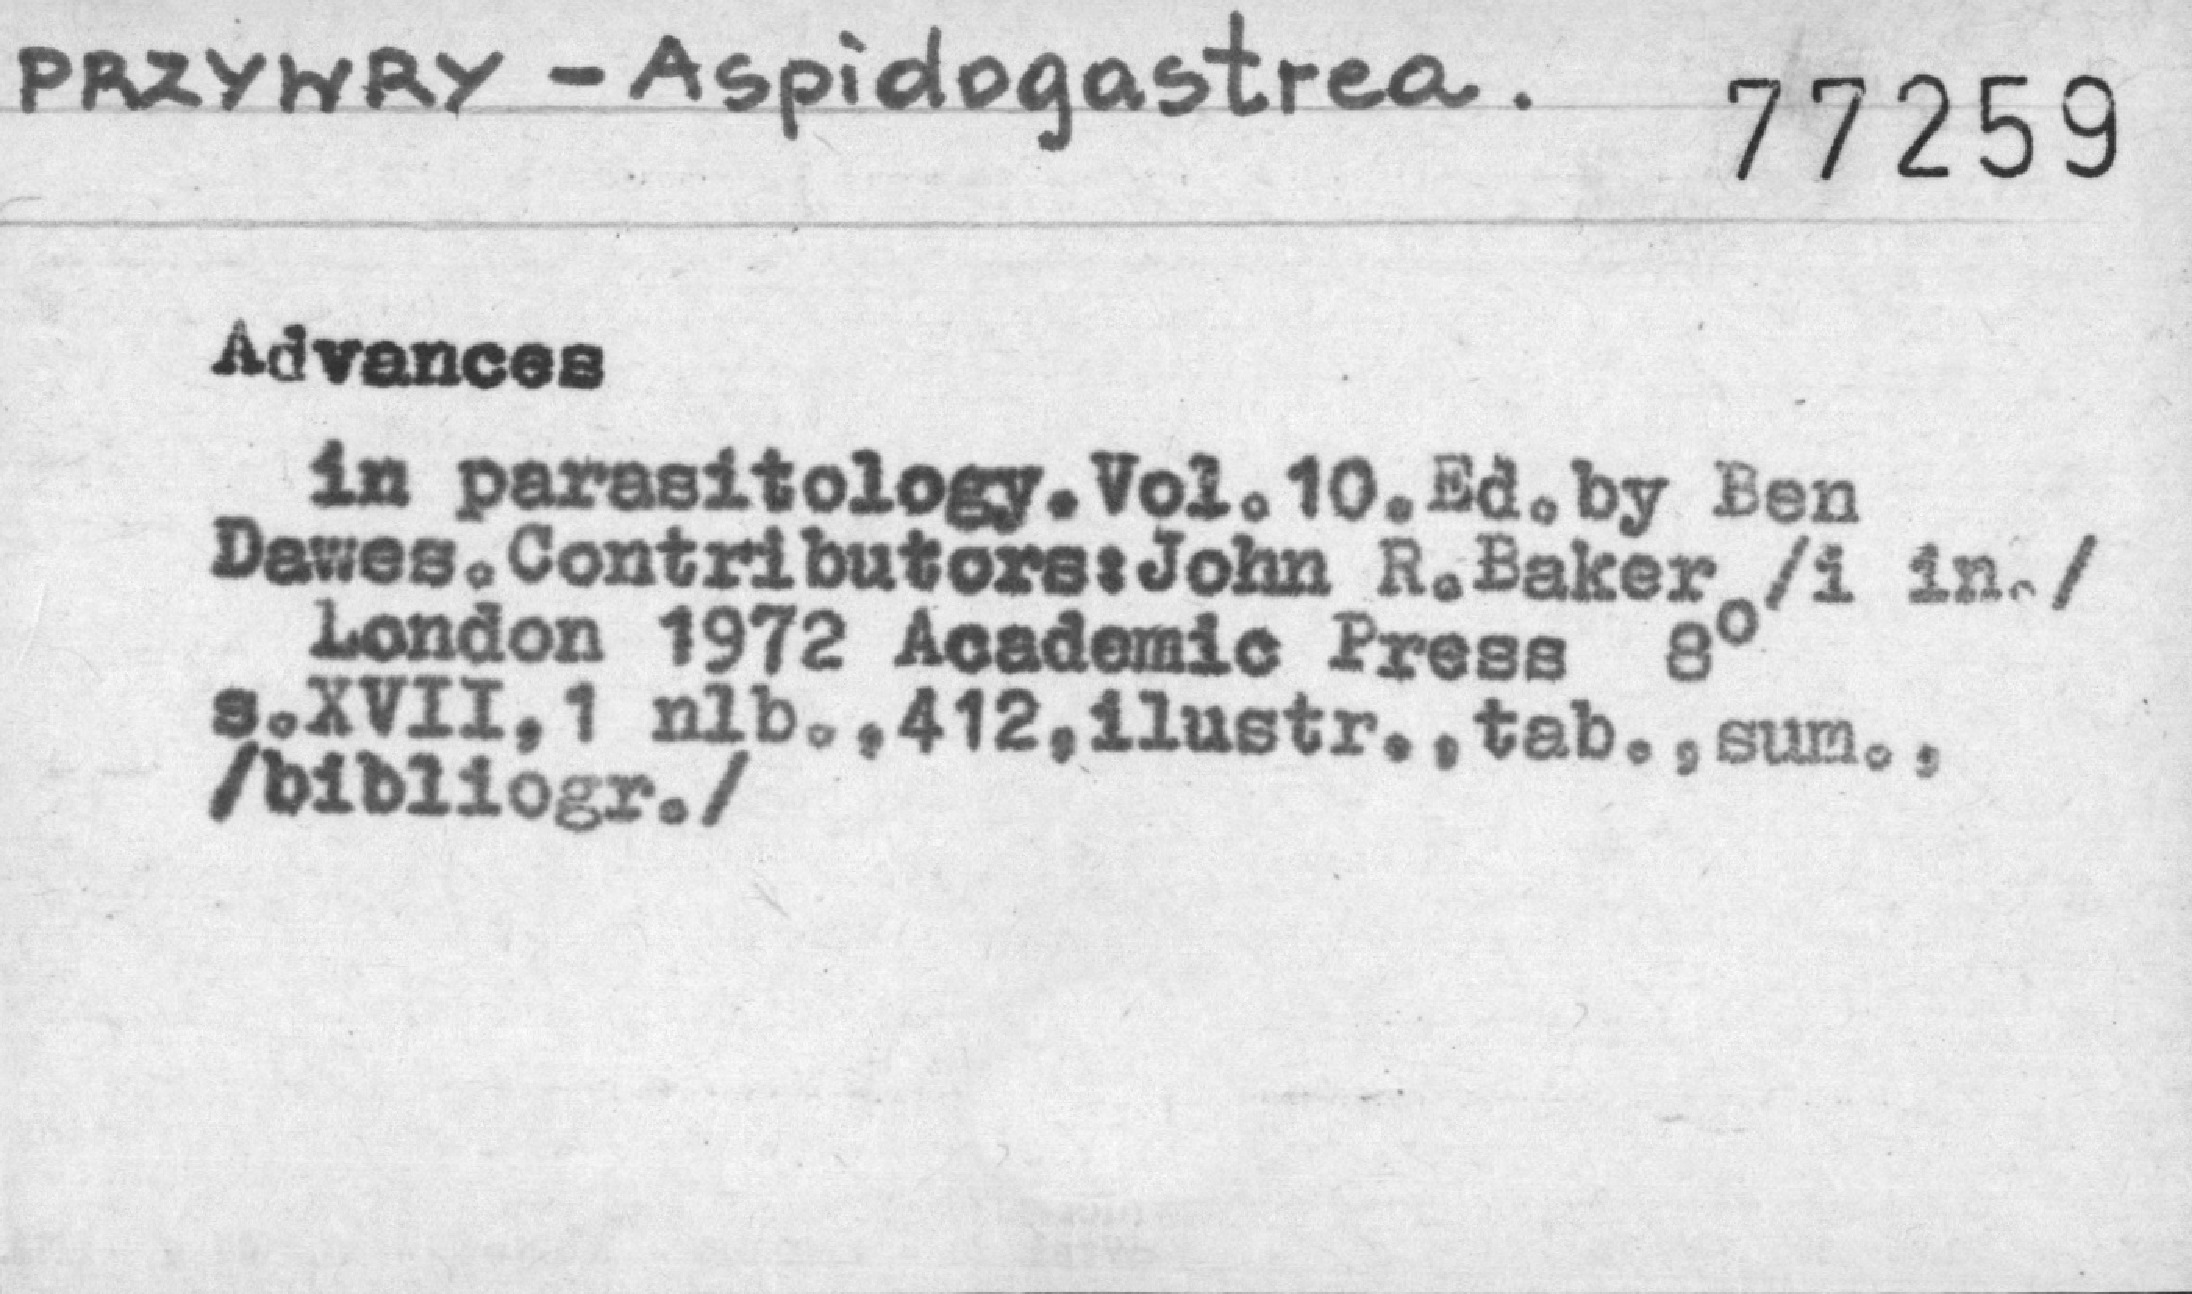 PRZYWRY - Aspidogastrea.
77259
Advances
in parasitology.Vol.10.Ed.by Ben
Dawes.Contributors:John R.Baker /i in./
London 1972 Academic Press 8°
s.XVII,1 nlb.,412,ilustr.,tab.,sum.,
/bibliogr./